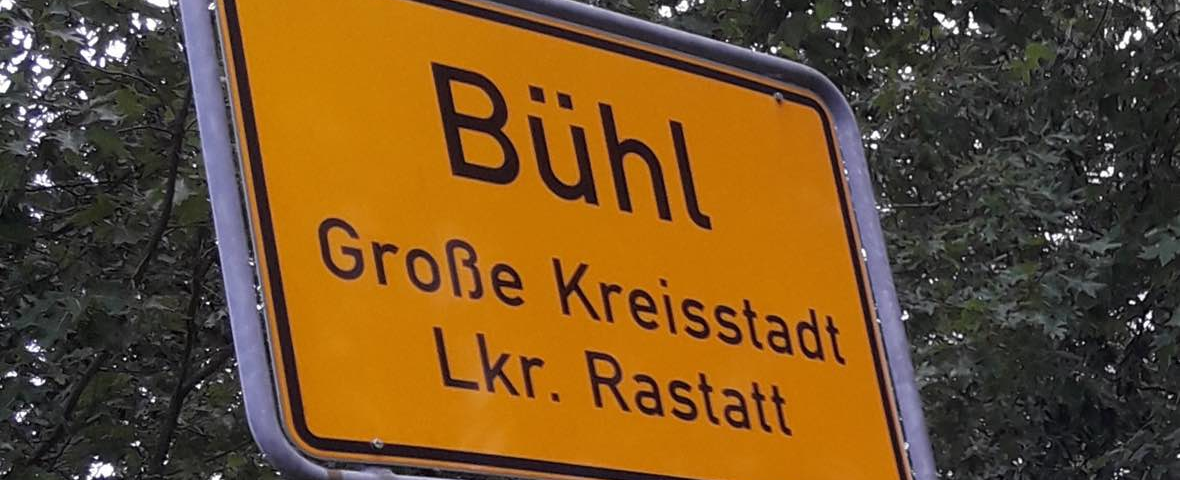 Bühl
Große Kreisstadt
Lkr. Rastatt